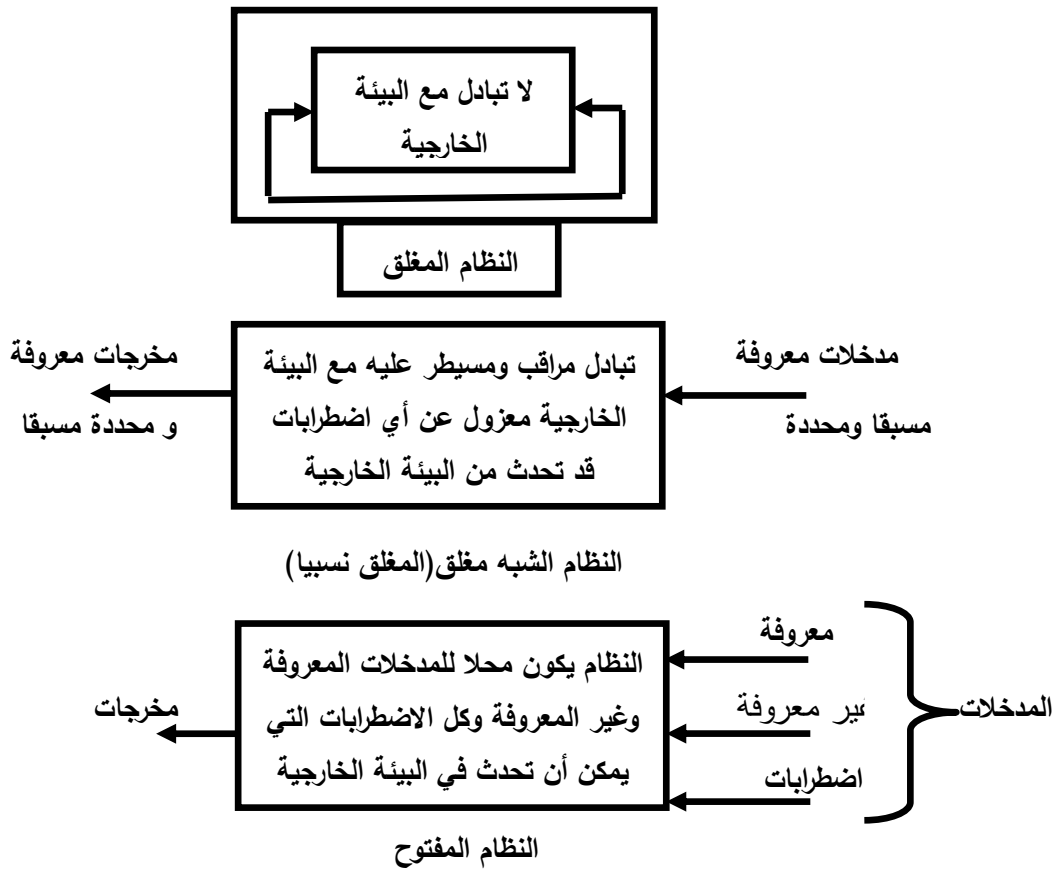 لا تبادل مع البيئة
الخارجية
النظام المغلق
مدخلات معروفة
مسبقا ومحددة
تبادل مراقب ومسيطر عليه مع البيئة
الخارجية معزول عن أي اضطرابات
قد تحدث من البيئة الخارجية
مخرجات معروفة
و محددة مسبقا
النظام الشبه مغلق(المغلق نسبيا)
المدخلات
معروفة
غير معروفة
اضطرابات
النظام يكون محلا للمدخلات المعروفة
وغير المعروفة وكل الاضطرابات التي
يمكن أن تحدث في البيئة الخارجية
مخرجات
النظام المفتوح